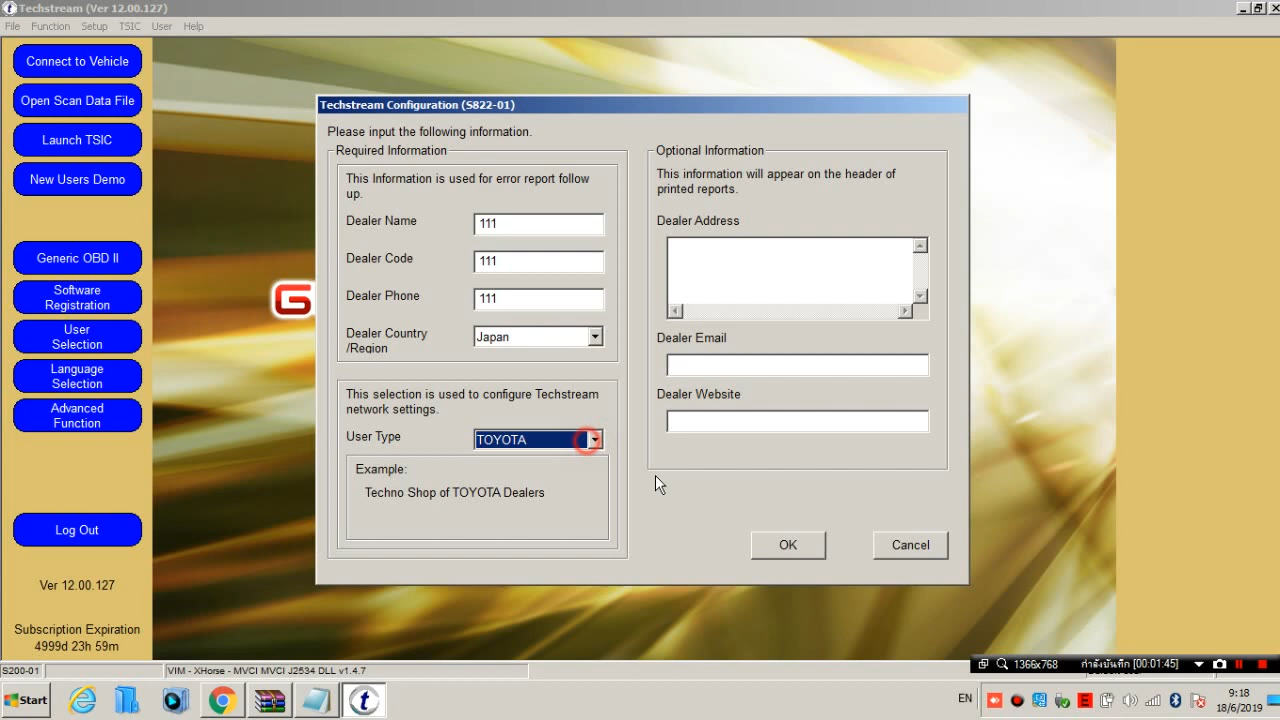 Techstream (Ver 12.00.127)
File Function Setup TSIC User Help
Connect to Vehicle
Open Scan Data File
Launch TSIC
New Users Demo
Generic OBD II
Software
Registration
User
Selection
Language
Selection
Advanced
Function
Log Out
Ver 12.00.127
Subscription Expiration
4999d 23h 59m
G
Techstream Configuration (S822-01)
Please input the following information.
Required Information
This Information is used for error report follow
up.
Dealer Name 111
Dealer Code 111
Dealer Phone 111
Dealer Country
/Region
Japan
This selection is used to configure Techstream
network settings.
User Type TOYOTA
Example:
Techno Shop of TOYOTA Dealers
Optional Information
This information will appear on the header of
printed reports.
Dealer Address
Dealer Email
Dealer Website
OK Cancel
S200-01 VIM - XHorse - MVCI MVCI J2534 DLL v1.4.7
1366x768 กำลังบันทึก [00:01:45]
Start EN 9:18
18/6/2019